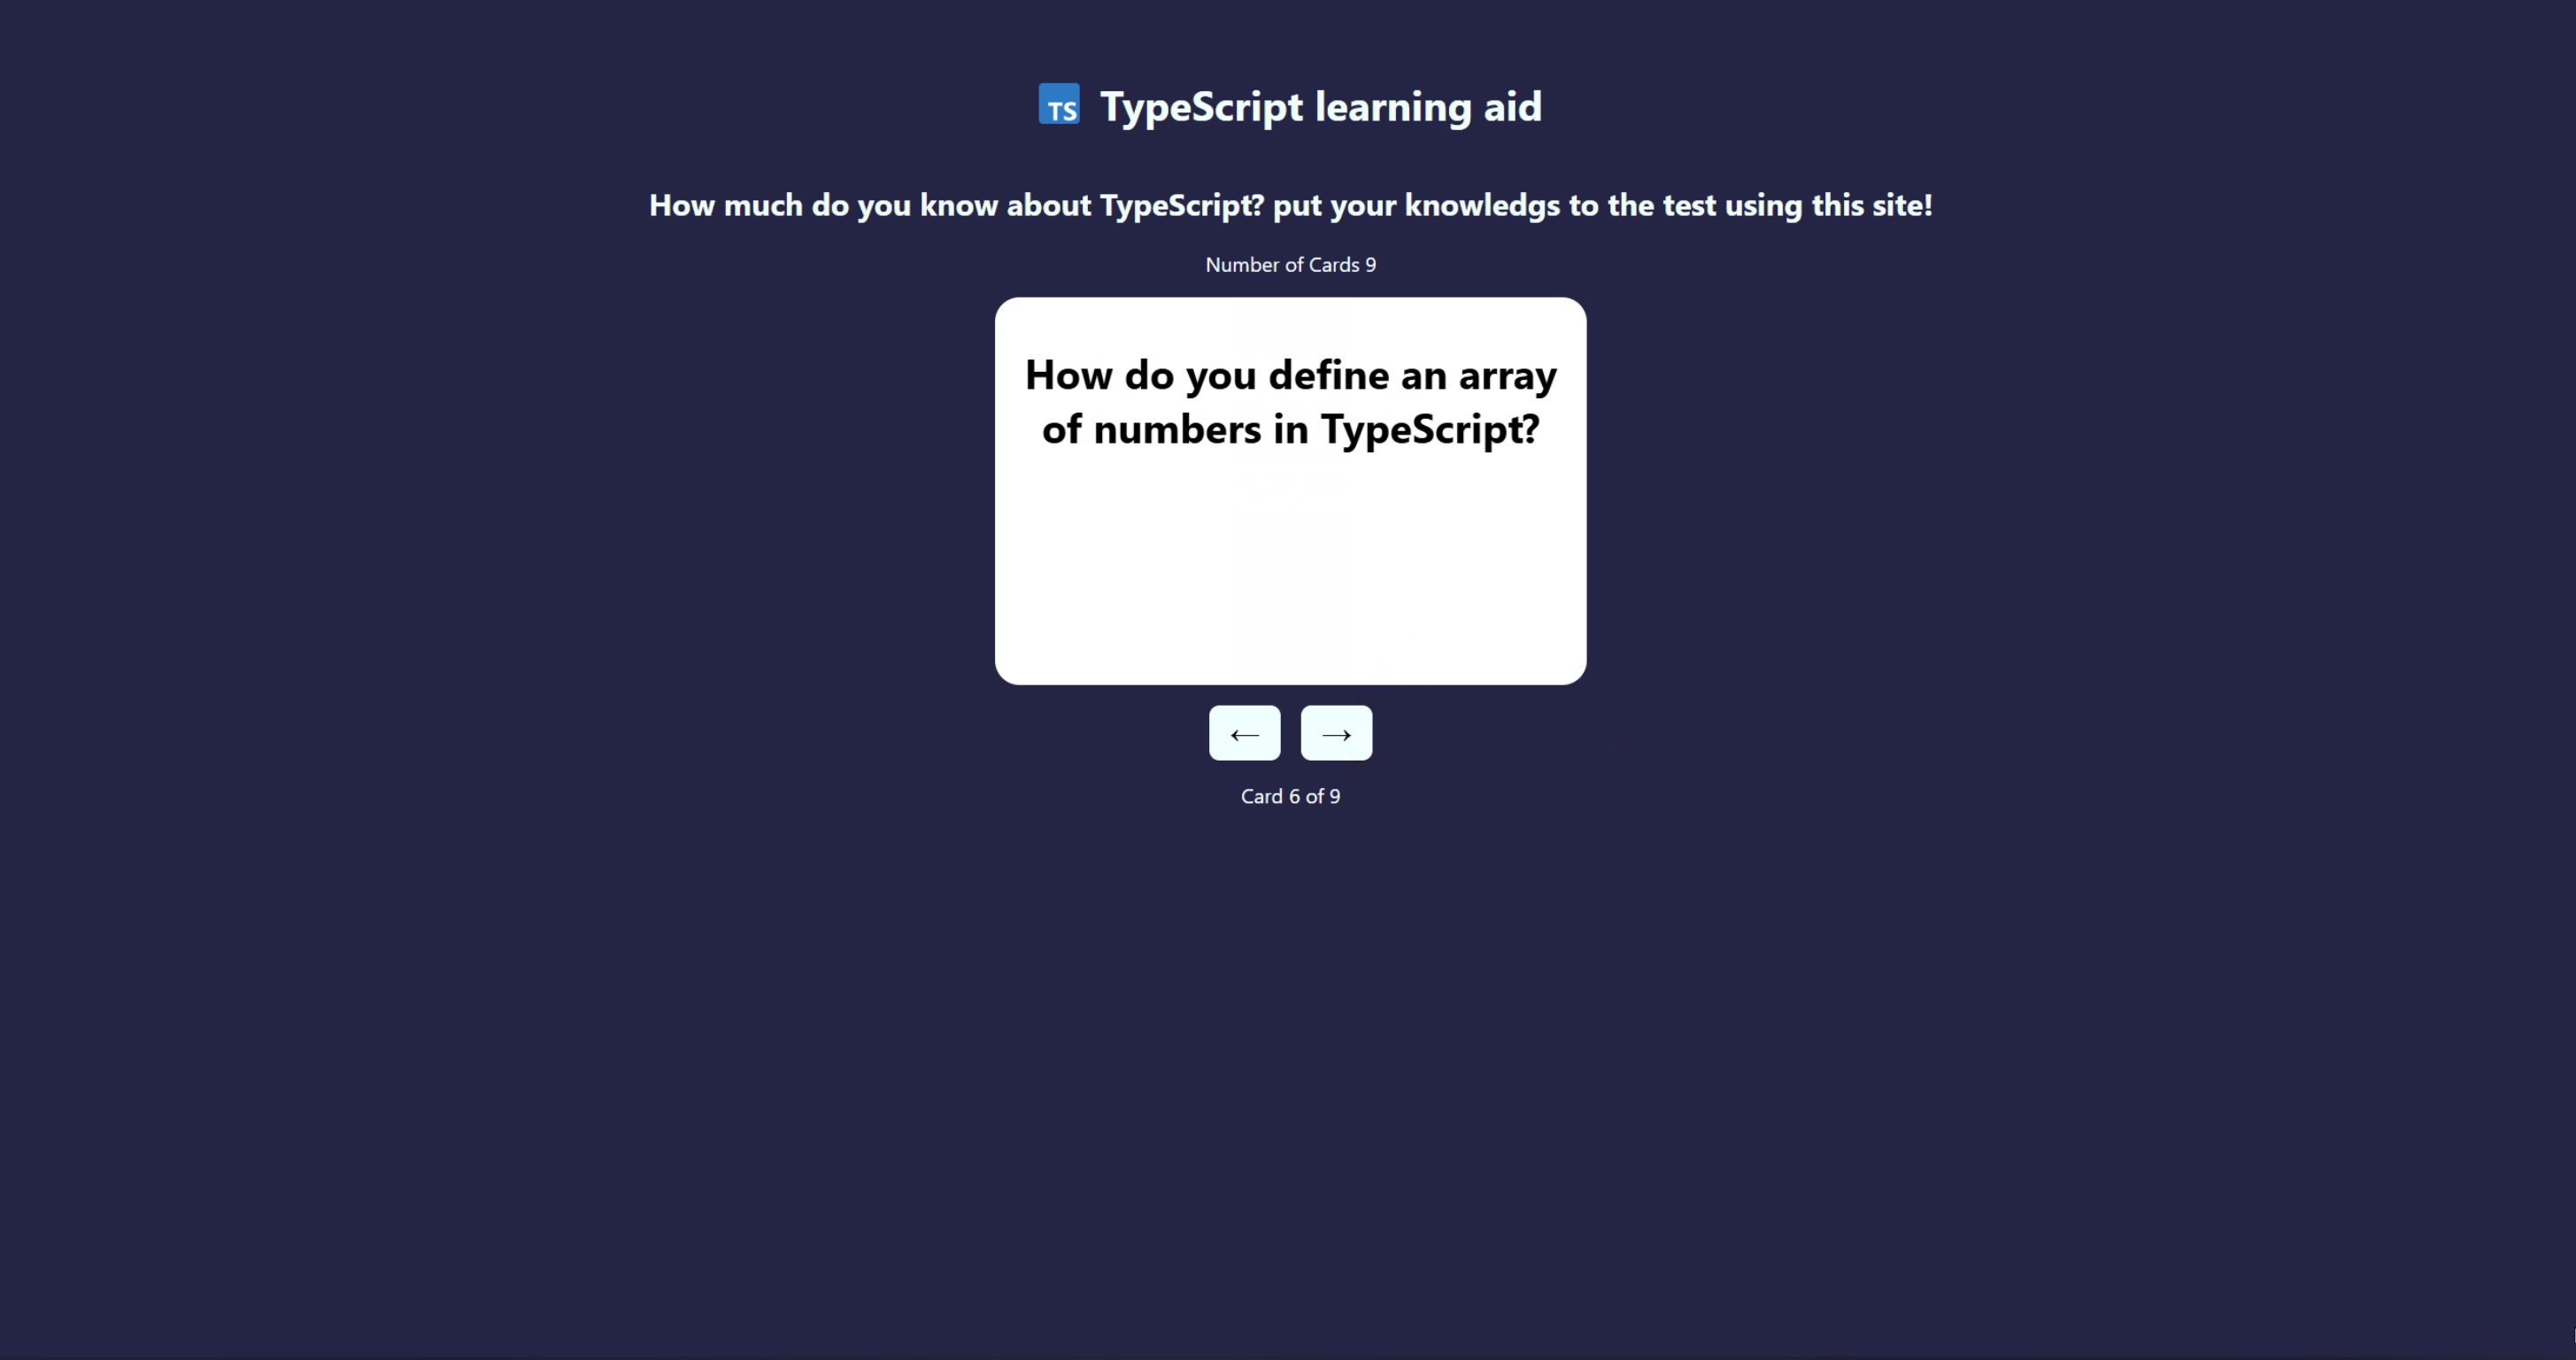 TS TypeScript learning aid
How much do you know about TypeScript? put your knowledgs to the test using this site!
Number of Cards 9
How do you define an array
of numbers in TypeScript?
← →
Card 6 of 9